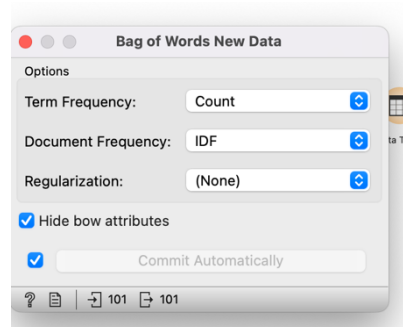 Bag of Words New Data
Options
Term Frequency: Count
Document Frequency: IDF
Regularization: (None)
Hide bow attributes
Commit Automatically
? 101 101
ta T